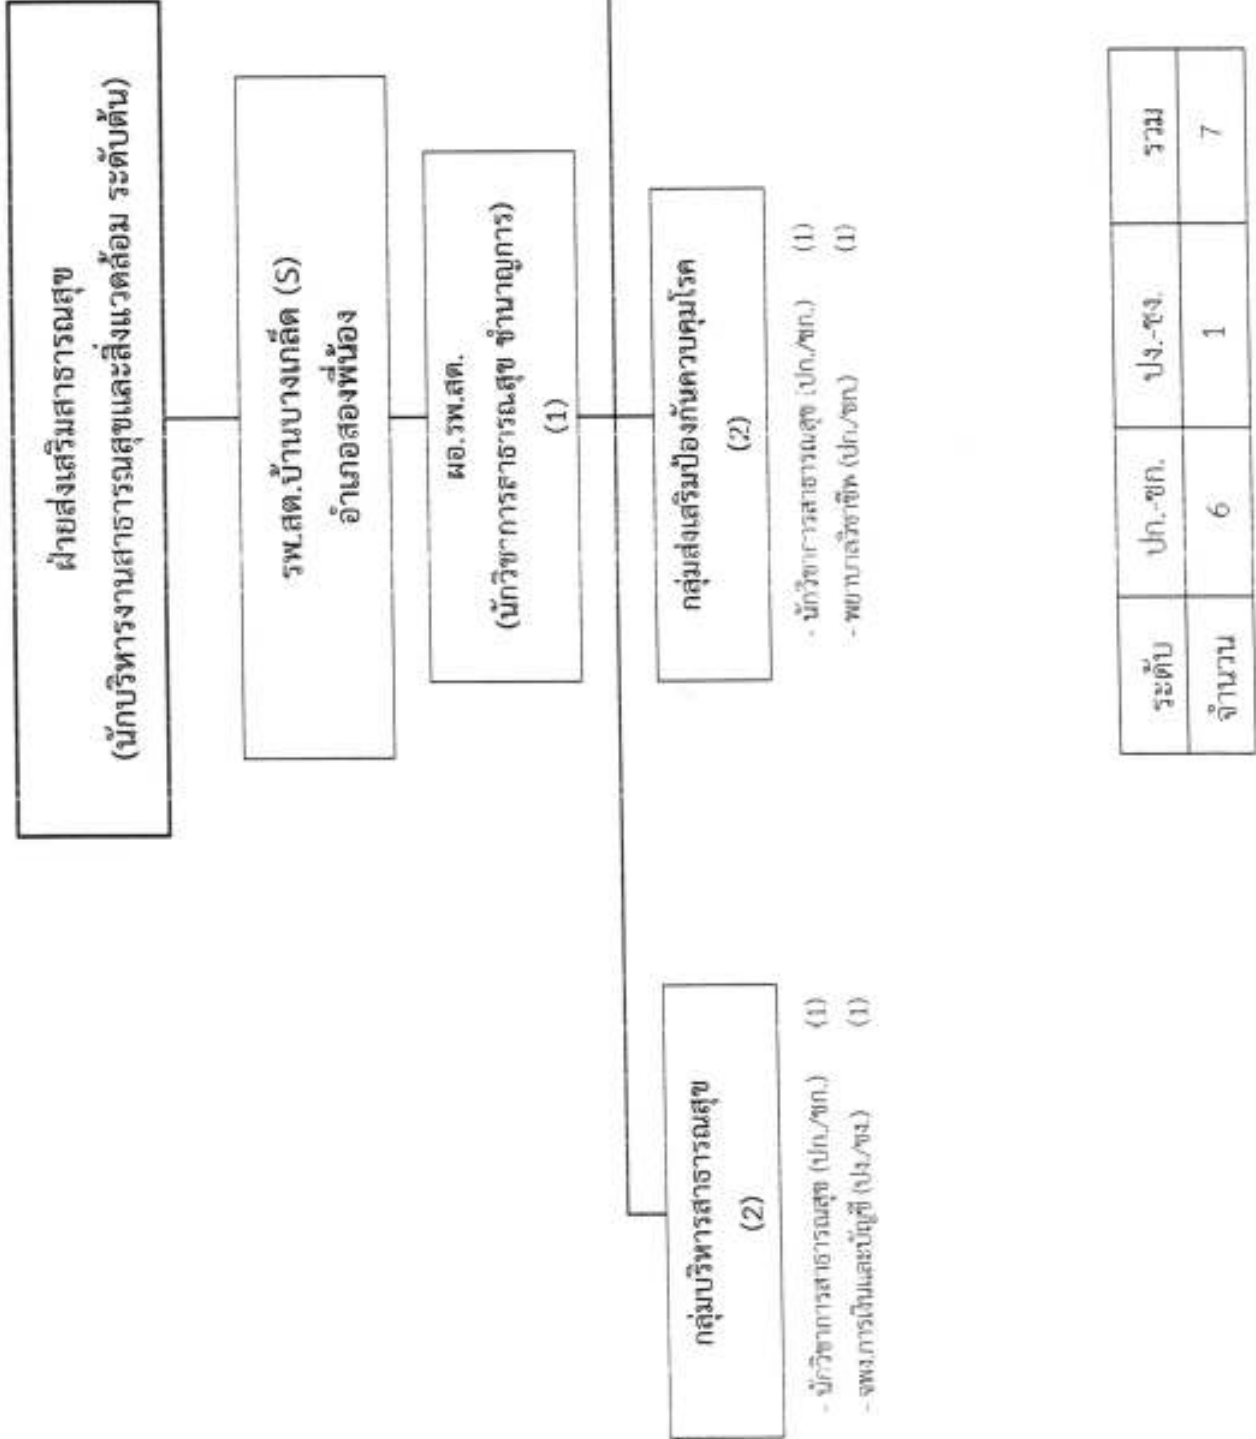 ฝ่ายส่งเสริมสาธารณสุข
(นักบริหารงานสาธารณสุขและสิ่งแวดล้อม ระดับต้น)
รพ.สต.บ้านบางเกล็ด (S)
อำเภอสองพี่น้อง
ผอ.รพ.สต.
(นักวิชาการสาธารณสุข ชำนาญการ)
(1)
กลุ่มบริหารสาธารณสุข
(2)
- นักวิชาการสาธารณสุข (ปก./ชก.) (1)
- จพง.การเงินและบัญชี (ปง./ชง.) (1)
กลุ่มส่งเสริมป้องกันควบคุมโรค
(2)
- นักวิชาการสาธารณสุข (ปก./ชก.) (1)
- พยาบาลวิชาชีพ (ปก./ชก.) (1)
ระดับ ปก.-ชก. ปง.-ชง. รวม
จำนวน 6 1 7